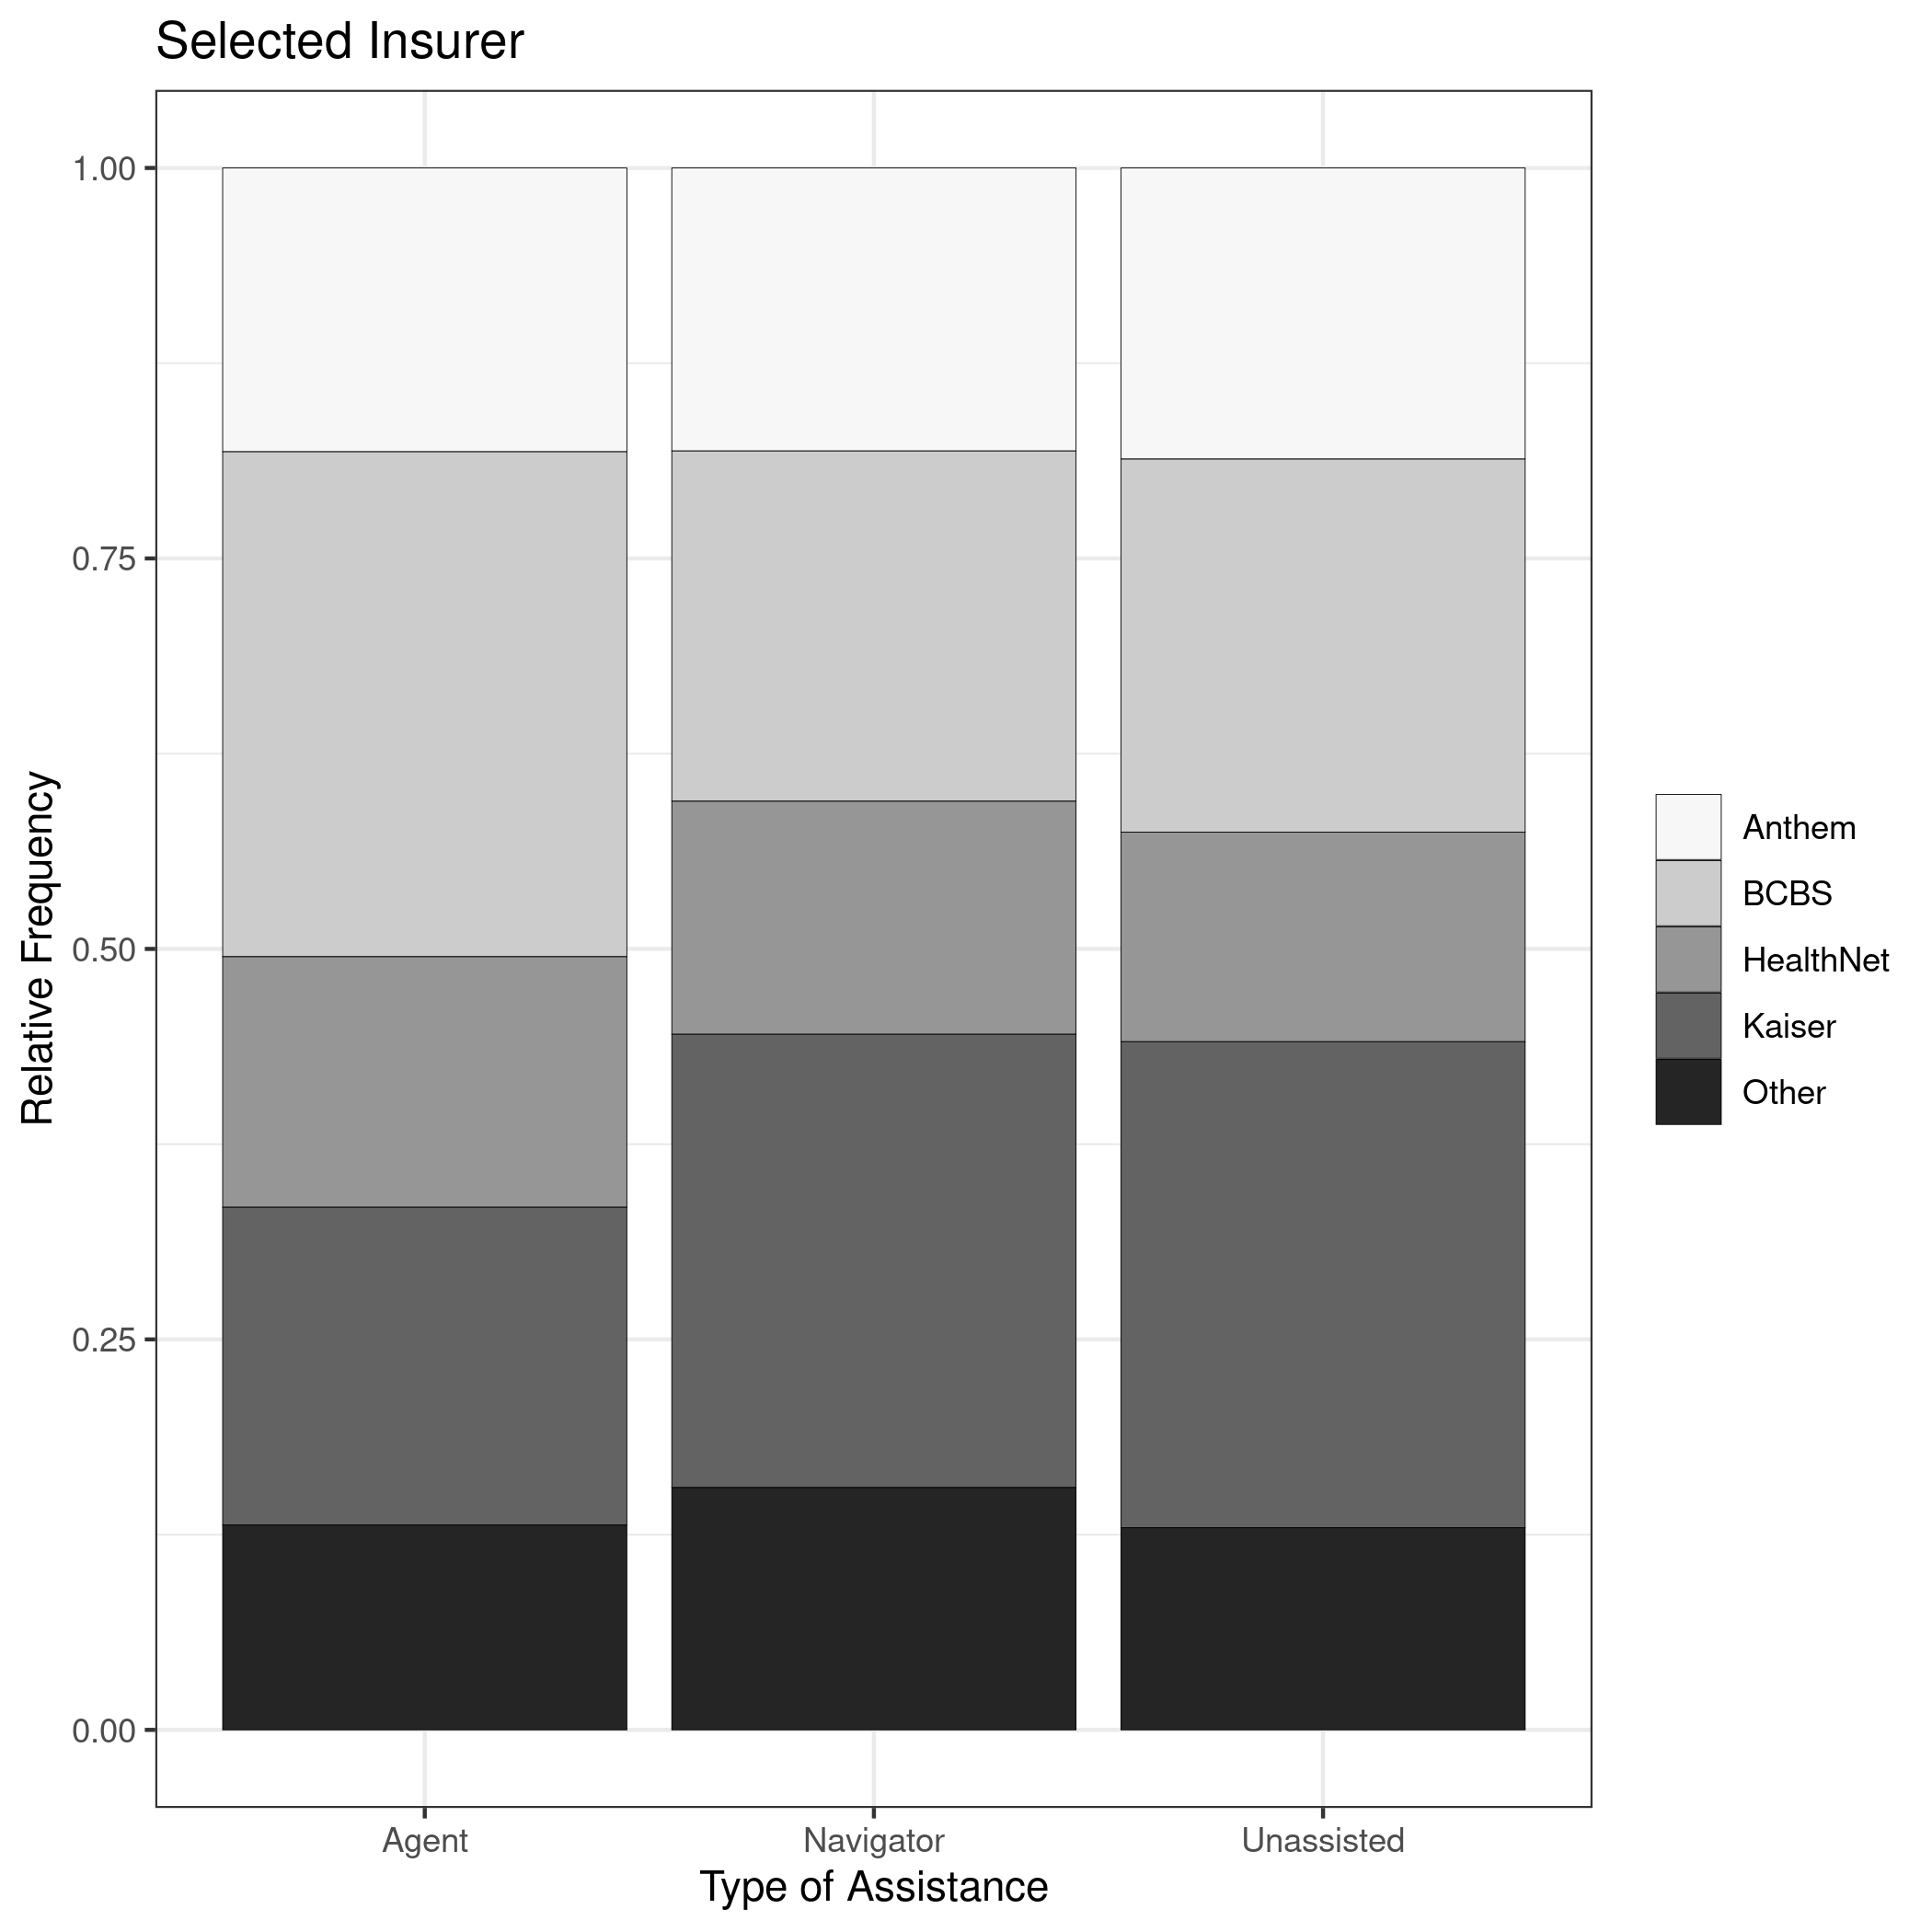 Selected Insurer
1.00
0.75
0.50
0.25
0.00
Relative Frequency
Agent
Navigator
Unassisted
Type of Assistance
Anthem
BCBS
HealthNet
Kaiser
Other